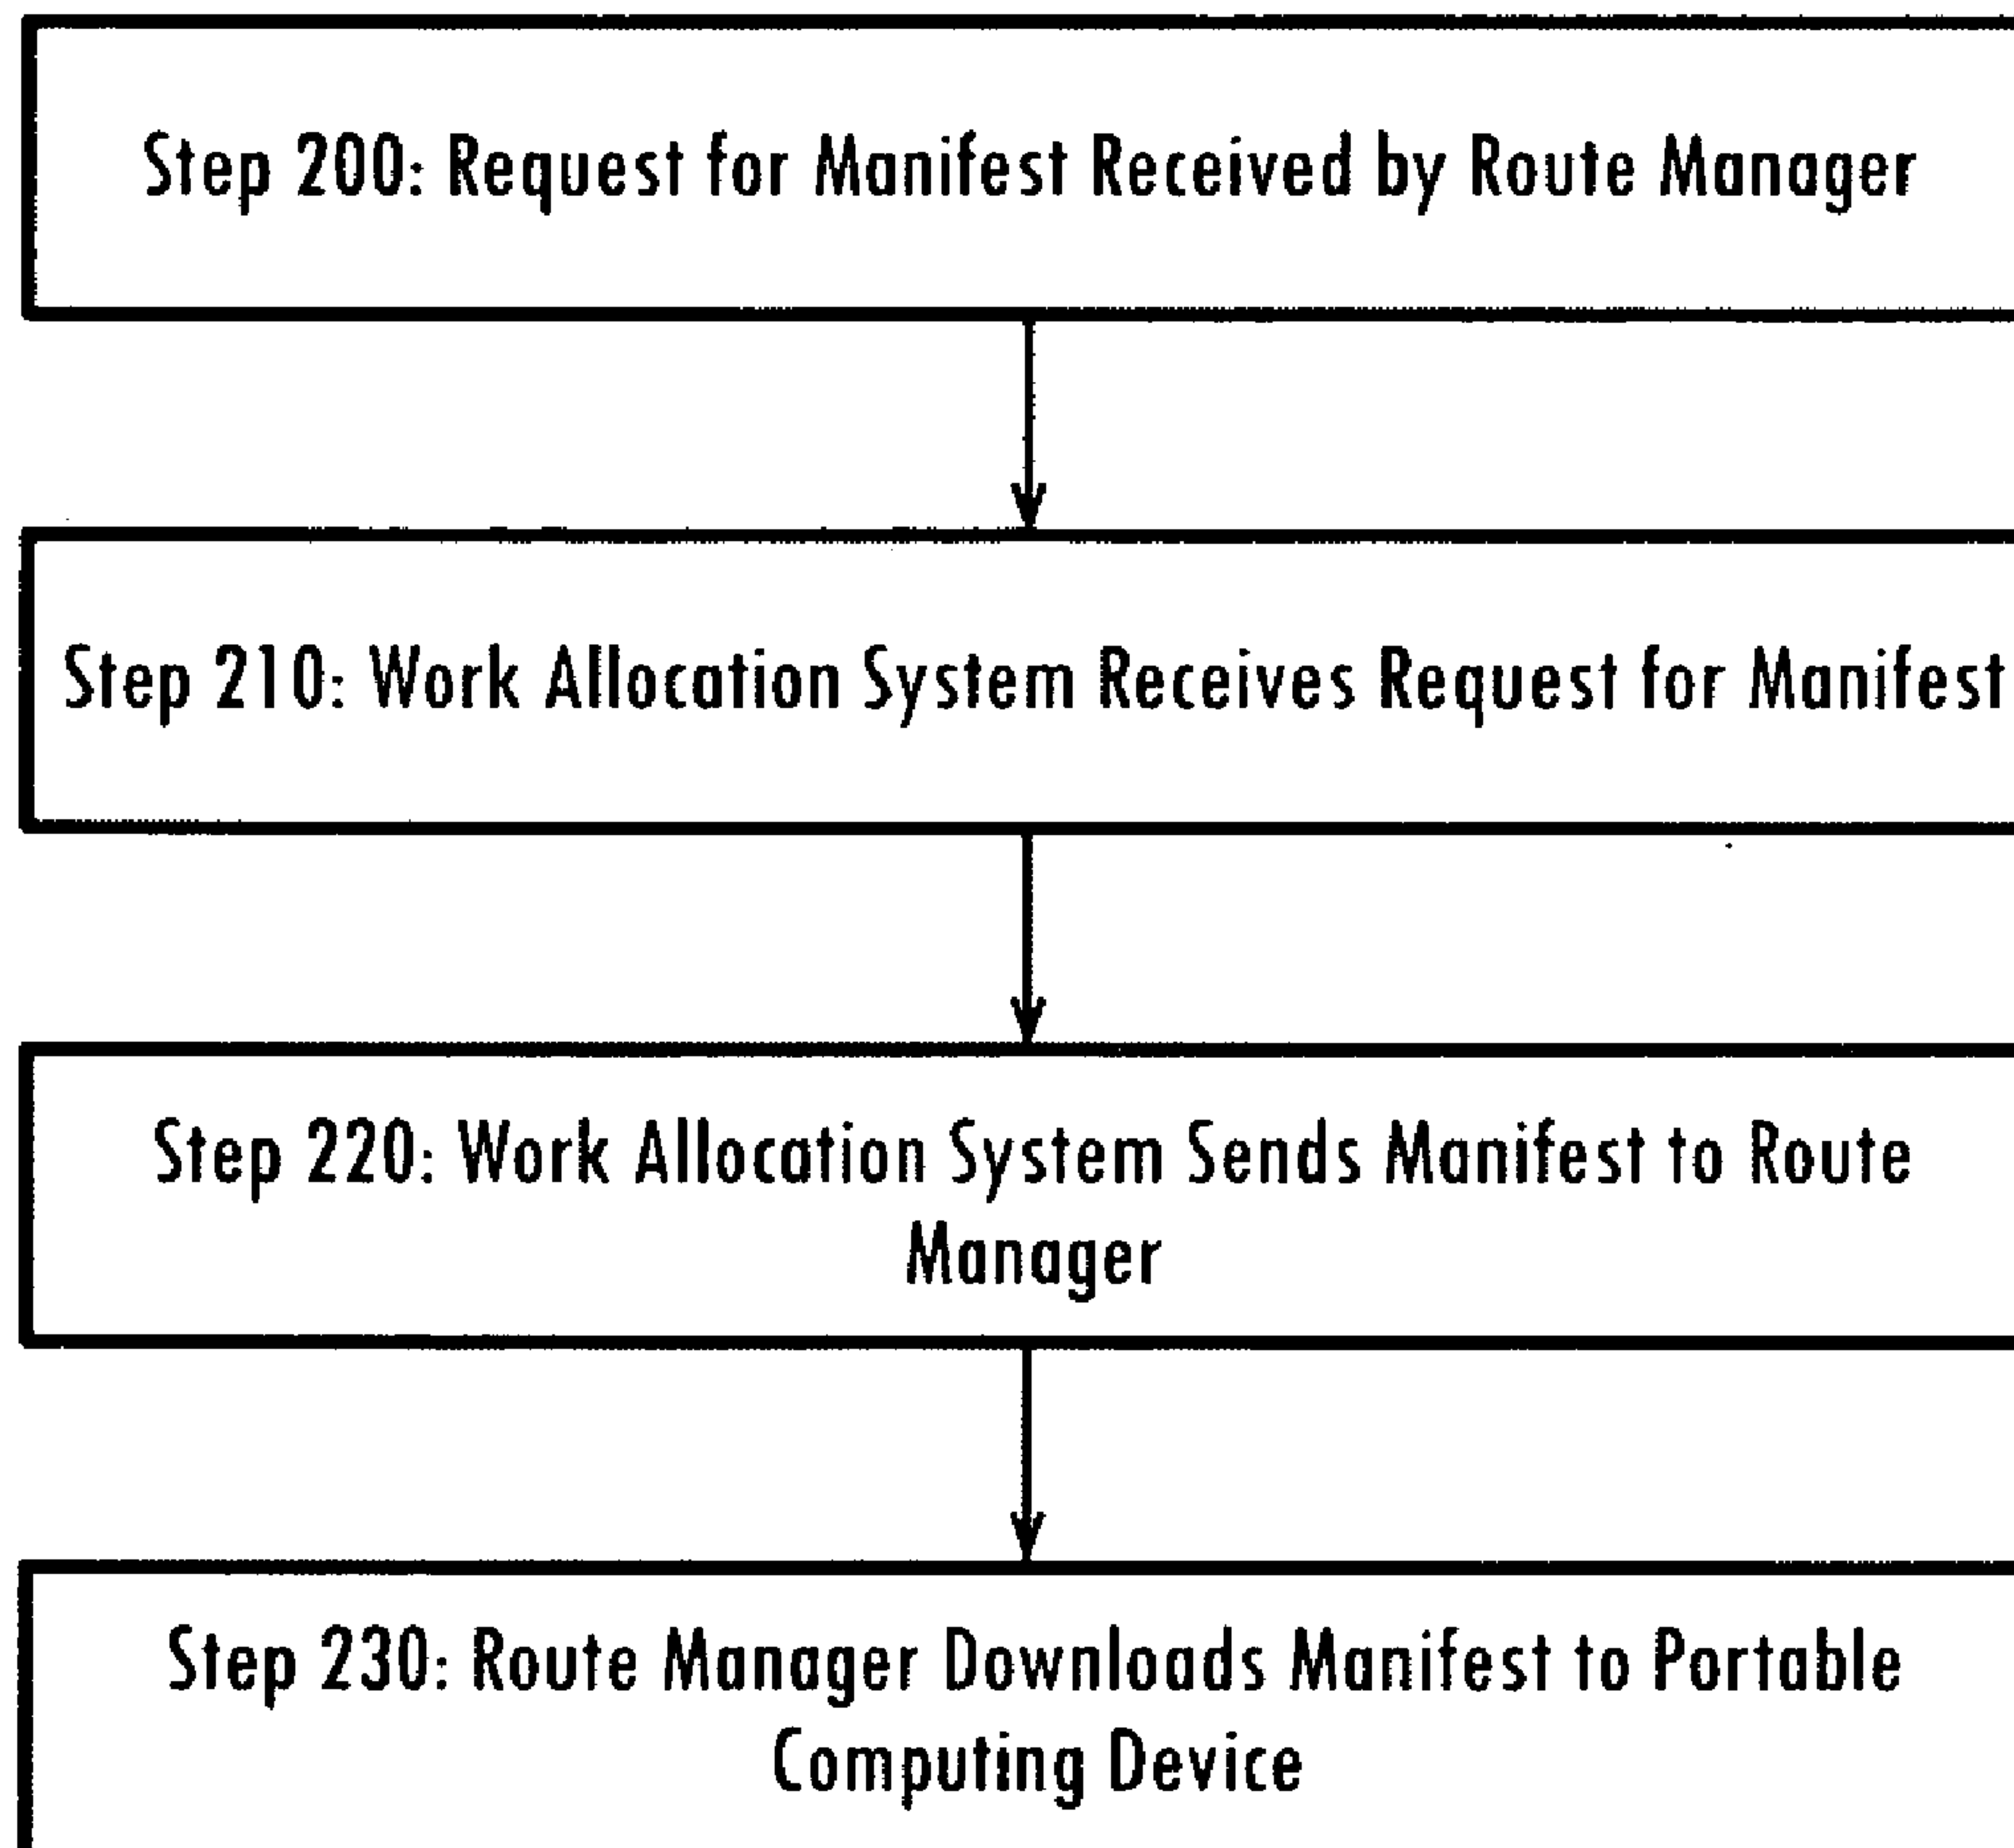 Step 200: Request for Manifest Received by Route Manager
Step 210: Work Allocation System Receives Request for Manifest
Step 220: Work Allocation System Sends Manifest to Route
Manager
Step 230: Route Manager Downloads Manifest to Portable
Computing Device